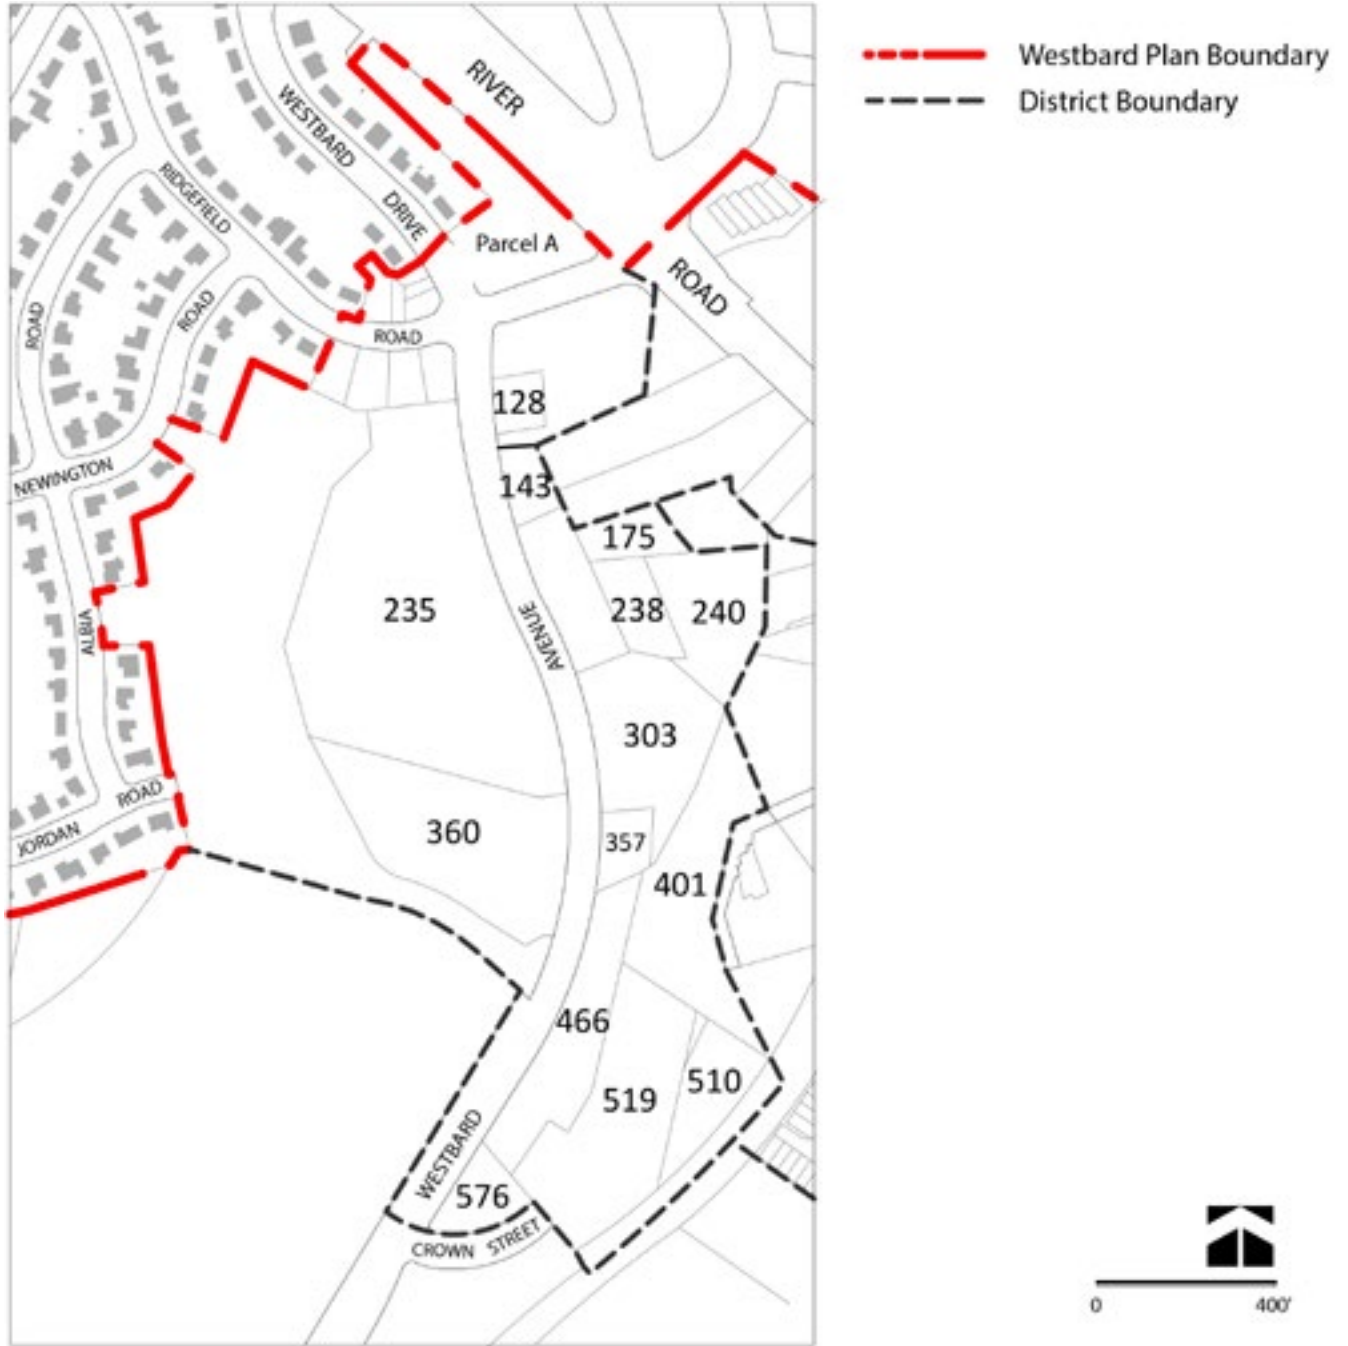 Westbard Plan Boundary
District Boundary
RIVER
WESTBARD
DRIVE
RIDGEFIELD
Parcel A
ROAD
ROAD
ROAD
ROAD
128
NEWINGTON
143
175
235
238
240
AVENUE
ALBIA
303
ROAD
360
357
JORDAN
401
466
510
519
WESTBARD
576
CROWN STREET
0 400'